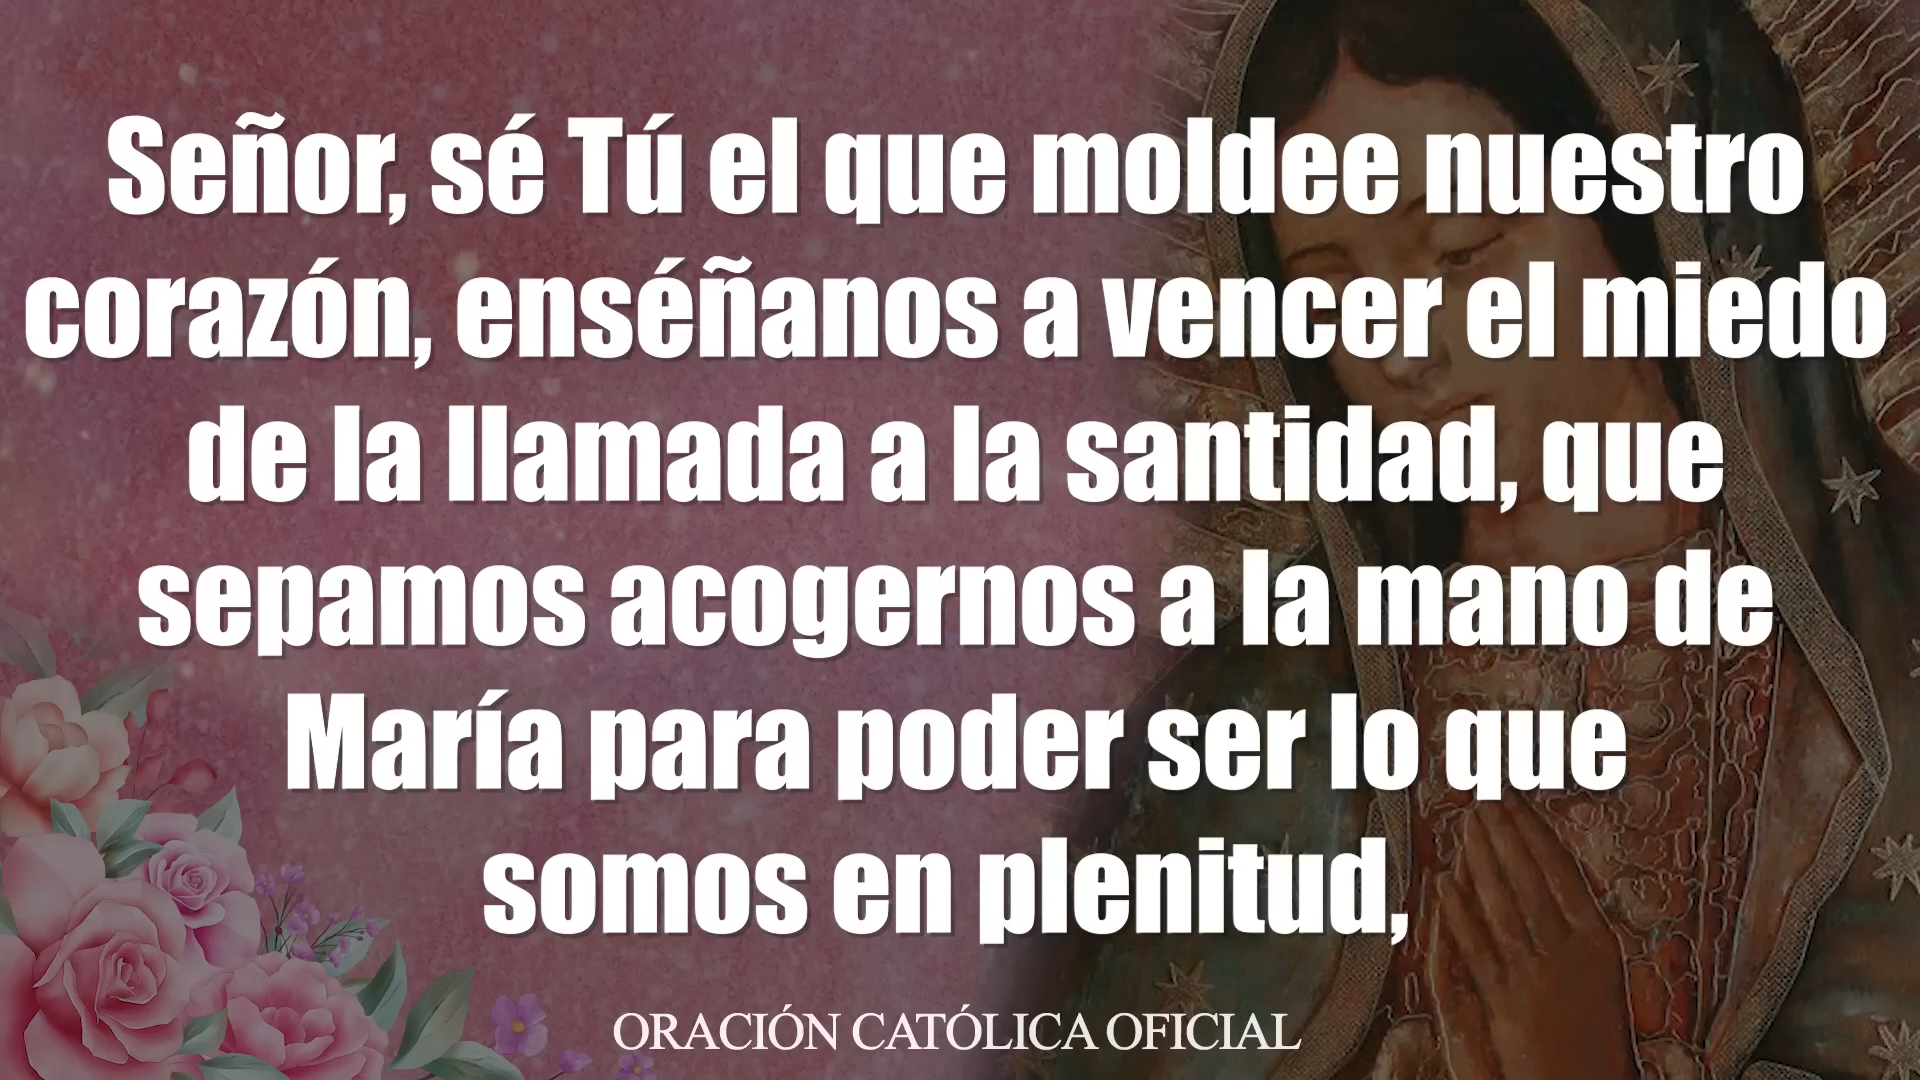 Señor, sé Tú el que moldee nuestro
corazón, enséñanos a vencer el miedo
de la llamada a la santidad, que
sepamos acogernos a la mano de
María para poder ser lo que
somos en plenitud,
ORACIÓN CATÓLICA OFICIAL